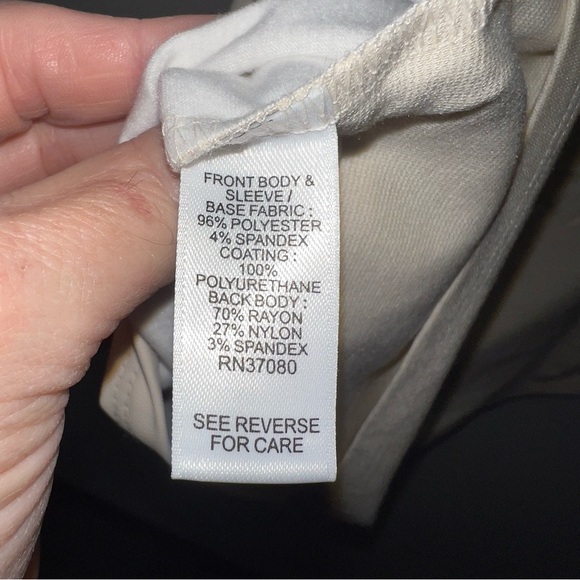 FRONT BODY &
SLEEVE /
BASE FABRIC :
96% POLYESTER
4% SPANDEX
COATING :
100%
POLYURETHANE
BACK BODY :
70% RAYON
27% NYLON
3% SPANDEX
RN37080
SEE REVERSE
FOR CARE